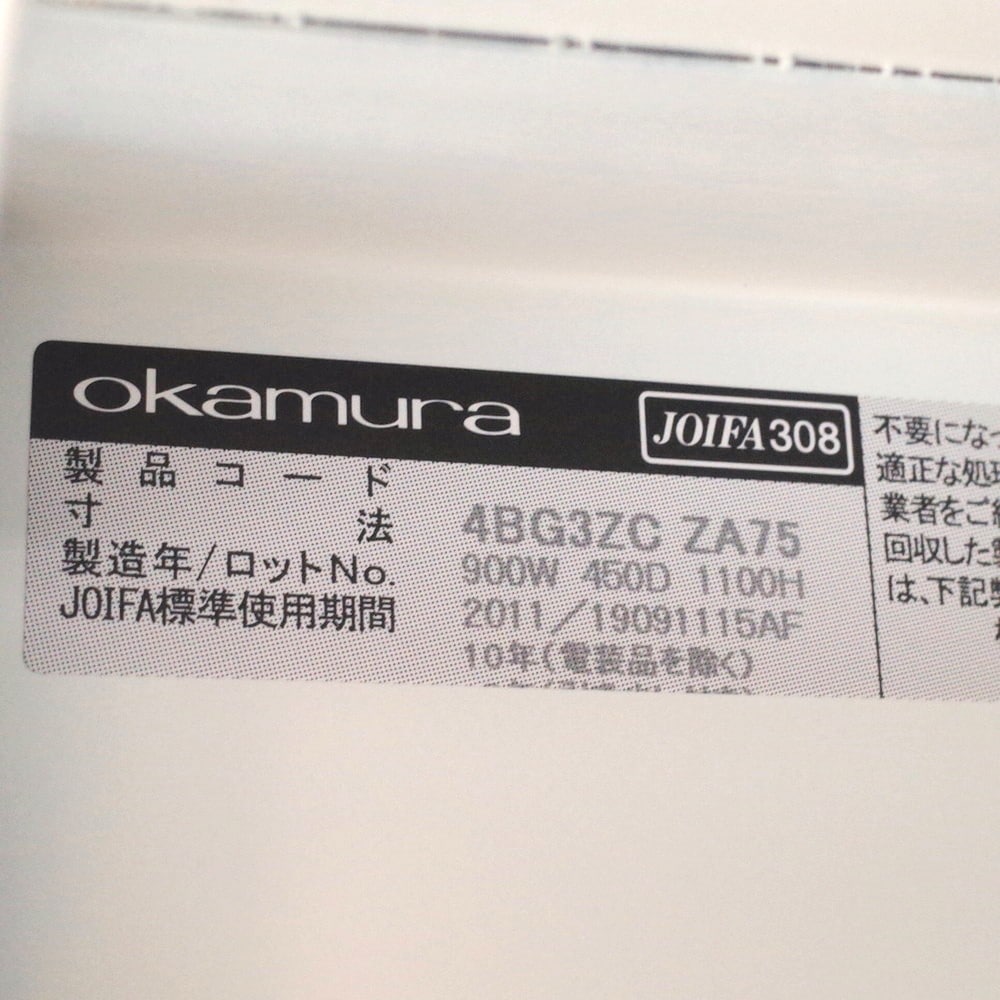 okamura
JOIFA308
製品コード 4BG3ZC ZA75
寸法 900W 450D 1100H
製造年/ロットNo. 2011/19091115AF
JOIFA標準使用期間 10年(電装品を除く)
不要になっ
適正な処理
業者をご紹
回収した製
は、下記